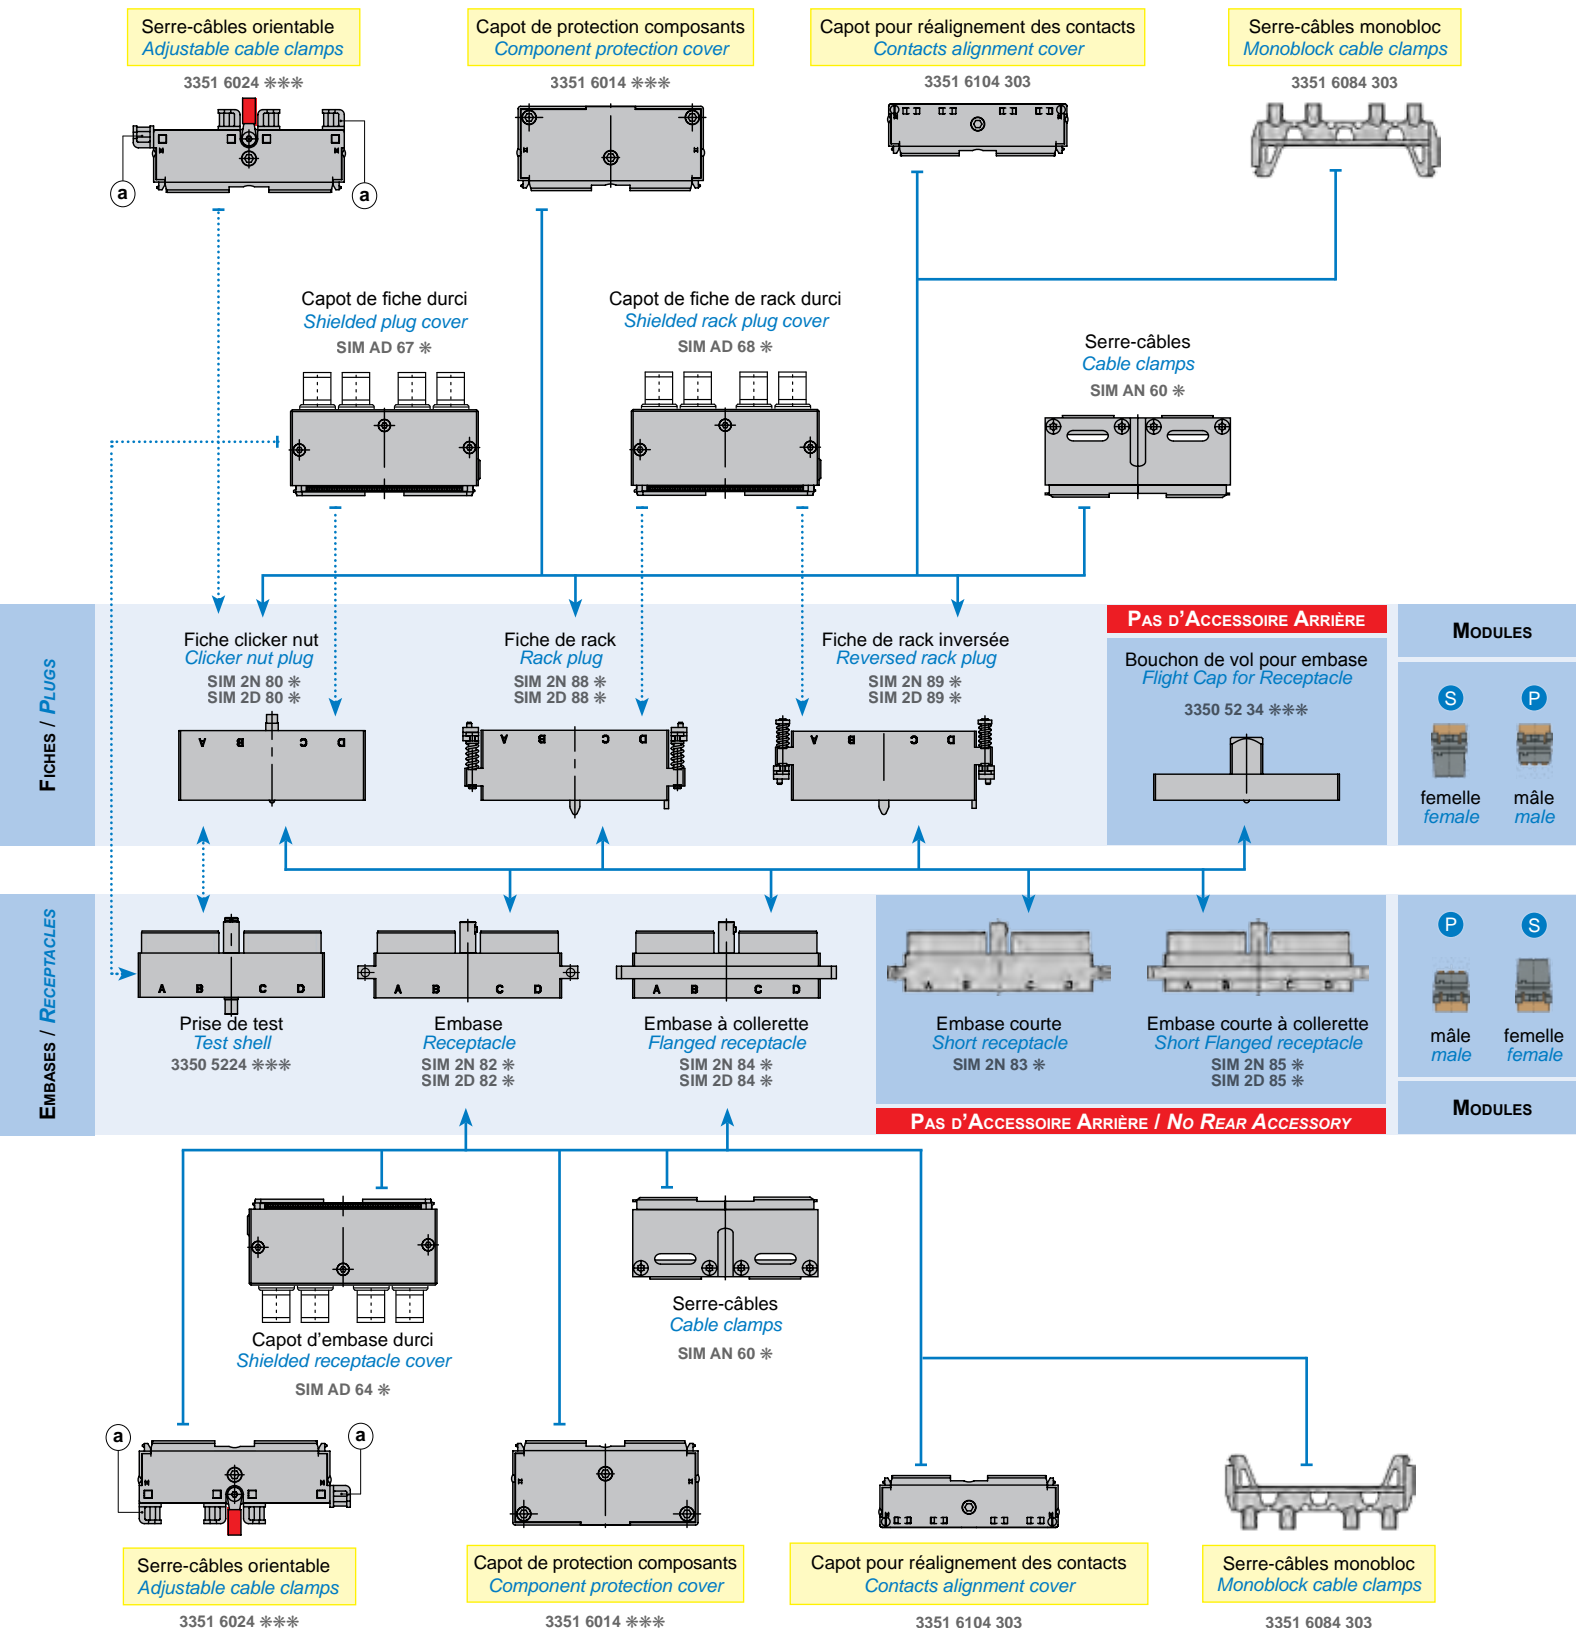 Serre-câbles orientable
Adjustable cable clamps
3351 6024 ✳✳✳
Capot de protection composants
Component protection cover
3351 6014 ✳✳✳
Capot pour réalignement des contacts
Contacts alignment cover
3351 6104 303
Serre-câbles monobloc
Monoblock cable clamps
3351 6084 303
a
a
Capot de fiche durci
Shielded plug cover
SIM AD 67 ✳
Capot de fiche de rack durci
Shielded rack plug cover
SIM AD 68 ✳
Serre-câbles
Cable clamps
SIM AN 60 ✳
FICHES / PLUGS
Fiche clicker nut
Clicker nut plug
SIM 2N 80 ✳
SIM 2D 80 ✳
A B C D
Fiche de rack
Rack plug
SIM 2N 88 ✳
SIM 2D 88 ✳
A B C D
Fiche de rack inversée
Reversed rack plug
SIM 2N 89 ✳
SIM 2D 89 ✳
A B C D
PAS D'ACCESSOIRE ARRIÈRE
Bouchon de vol pour embase
Flight Cap for Receptacle
3350 52 34 ✳✳✳
MODULES
S
P
femelle
female
mâle
male
EMBASES / RECEPTACLES
A B C D
Prise de test
Test shell
3350 5224 ✳✳✳
A B C D
Embase
Receptacle
SIM 2N 82 ✳
SIM 2D 82 ✳
A B C D
Embase à collerette
Flanged receptacle
SIM 2N 84 ✳
SIM 2D 84 ✳
A B C D
Embase courte
Short receptacle
SIM 2N 83 ✳
A B C D
Embase courte à collerette
Short Flanged receptacle
SIM 2N 85 ✳
SIM 2D 85 ✳
PAS D'ACCESSOIRE ARRIÈRE / NO REAR ACCESSORY
P
S
mâle
male
femelle
female
MODULES
Capot d'embase durci
Shielded receptacle cover
SIM AD 64 ✳
Serre-câbles
Cable clamps
SIM AN 60 ✳
a
a
Serre-câbles orientable
Adjustable cable clamps
3351 6024 ✳✳✳
Capot de protection composants
Component protection cover
3351 6014 ✳✳✳
Capot pour réalignement des contacts
Contacts alignment cover
3351 6104 303
Serre-câbles monobloc
Monoblock cable clamps
3351 6084 303